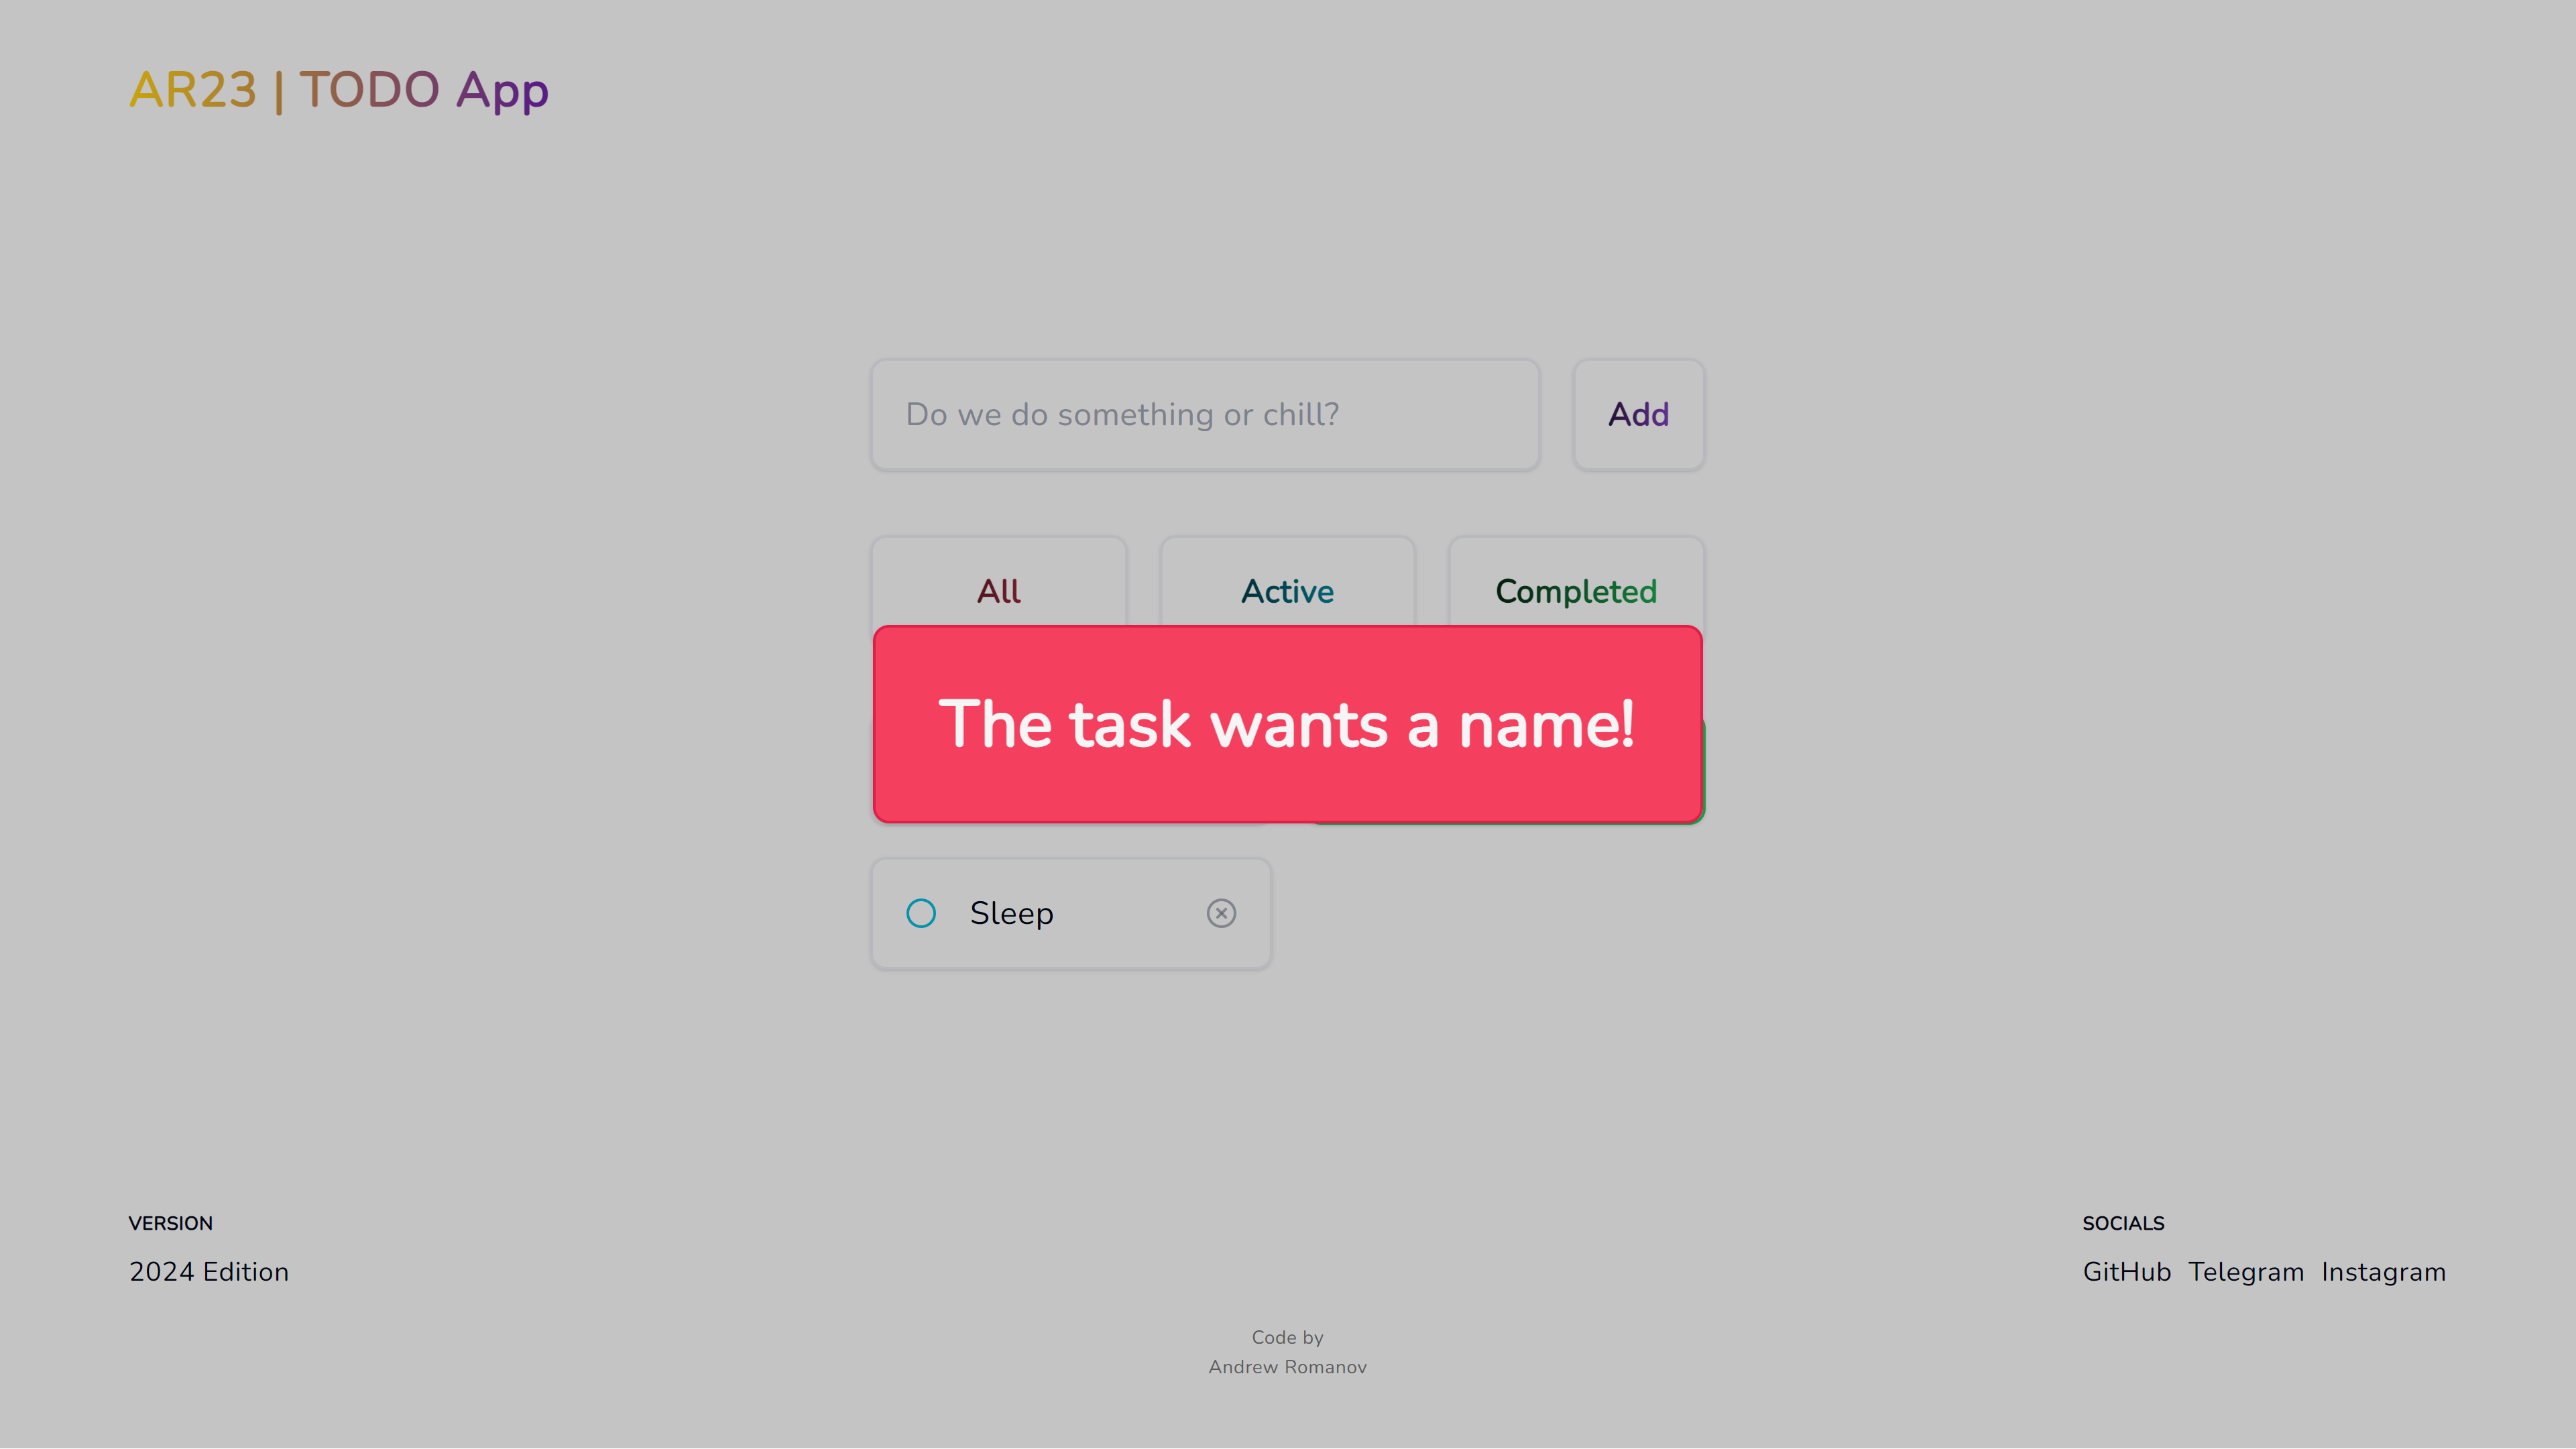 AR23 | TODO App
Do we do something or chill?
Add
All
Active
Completed
The task wants a name!
Sleep
VERSION
2024 Edition
SOCIALS
GitHub Telegram Instagram
Code by
Andrew Romanov